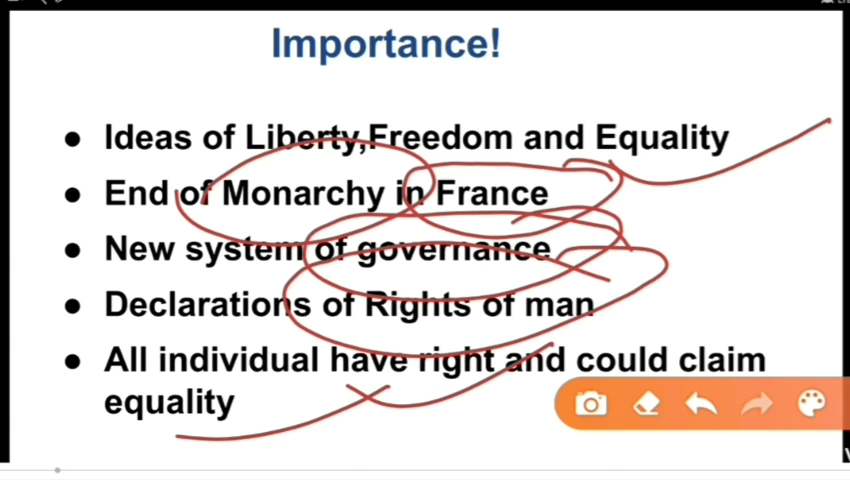 Importance!
● Ideas of Liberty,Freedom and Equality
● End of Monarchy in France
● New system of governance
● Declarations of Rights of man
● All individual have right and could claim
equality